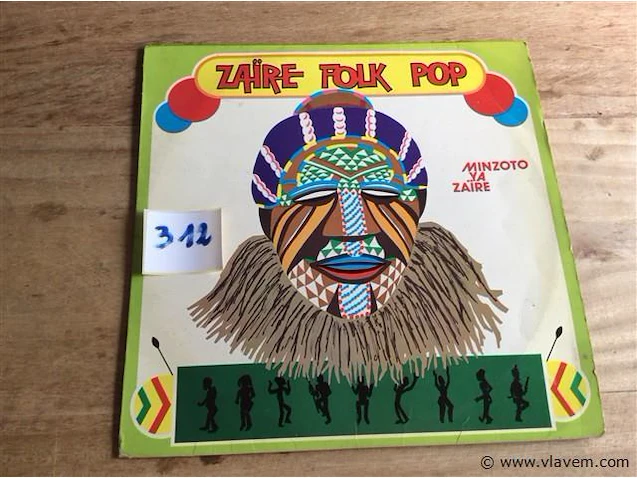 ZAÏRE FOLK POP
MINZOTO
YA
ZAÏRE
312
© www.vlavem.com